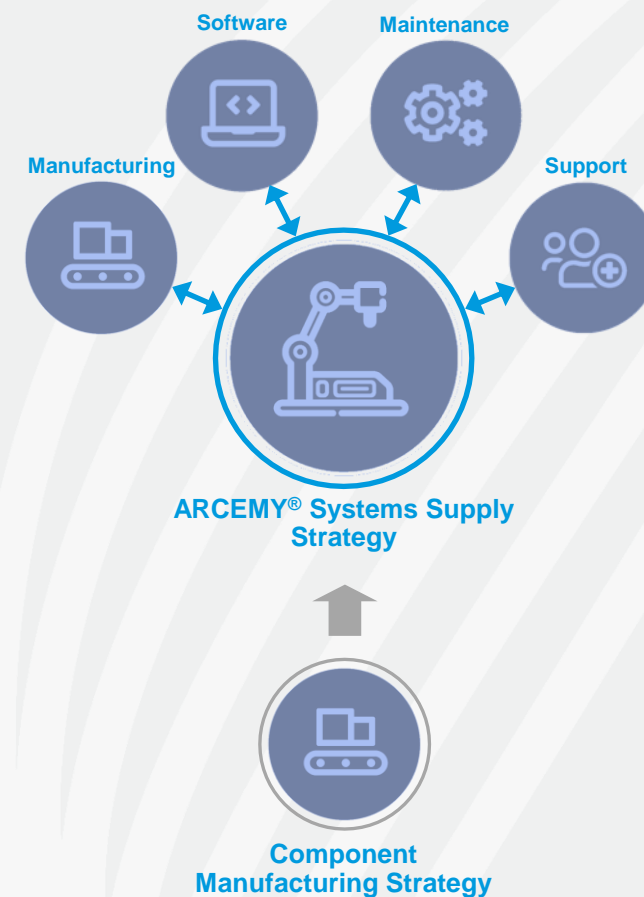 Software
Maintenance
Manufacturing
Support
ARCEMY® Systems Supply
Strategy
Component
Manufacturing Strategy